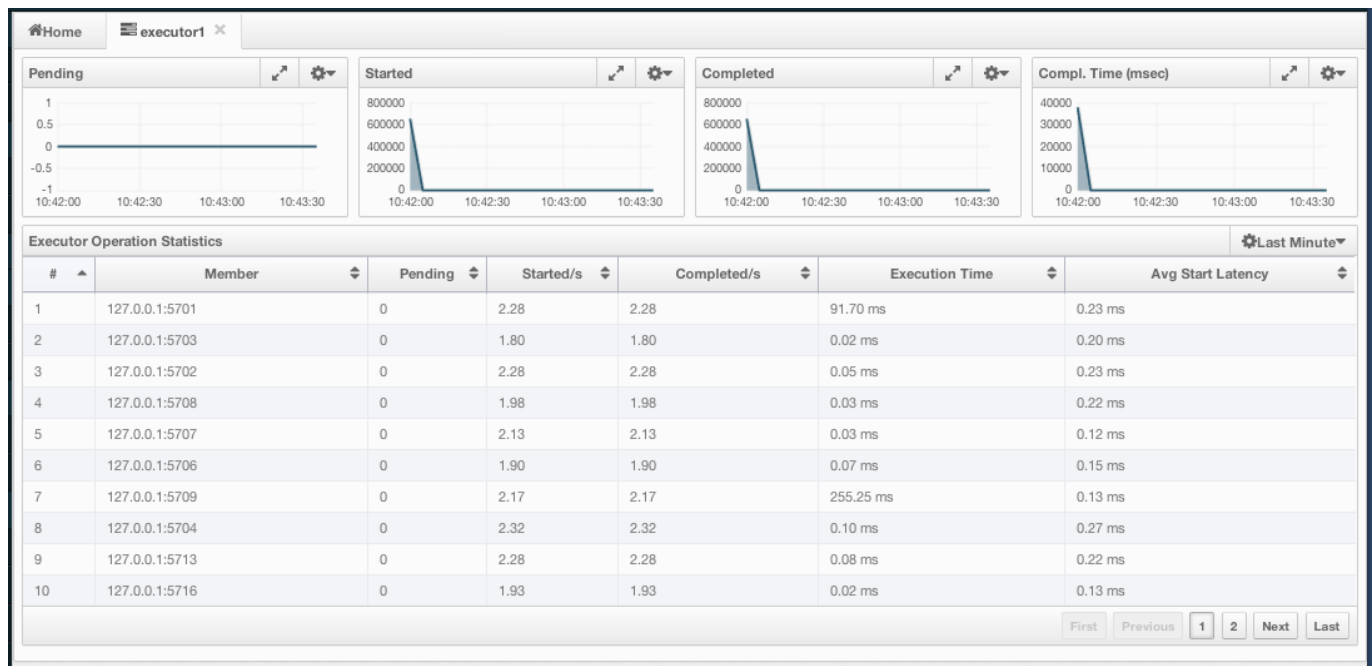 Home executor1
Pending Started Completed Compl. Time (msec)
1
0.5
0
-0.5
-1
10:42:00 10:42:30 10:43:00 10:43:30
800000
600000
400000
200000
0
10:42:00 10:42:30 10:43:00 10:43:30
800000
600000
400000
200000
0
10:42:00 10:42:30 10:43:00 10:43:30
40000
30000
20000
10000
0
10:42:00 10:42:30 10:43:00 10:43:30
Executor Operation Statistics Last Minute
# Member Pending Started/s Completed/s Execution Time Avg Start Latency
1 127.0.0.1:5701 0 2.28 2.28 91.70 ms 0.23 ms
2 127.0.0.1:5703 0 1.80 1.80 0.02 ms 0.20 ms
3 127.0.0.1:5702 0 2.28 2.28 0.05 ms 0.23 ms
4 127.0.0.1:5708 0 1.98 1.98 0.03 ms 0.22 ms
5 127.0.0.1:5707 0 2.13 2.13 0.03 ms 0.12 ms
6 127.0.0.1:5706 0 1.90 1.90 0.07 ms 0.15 ms
7 127.0.0.1:5709 0 2.17 2.17 255.25 ms 0.13 ms
8 127.0.0.1:5704 0 2.32 2.32 0.10 ms 0.27 ms
9 127.0.0.1:5713 0 2.28 2.28 0.08 ms 0.22 ms
10 127.0.0.1:5716 0 1.93 1.93 0.02 ms 0.13 ms
First Previous 1 2 Next Last